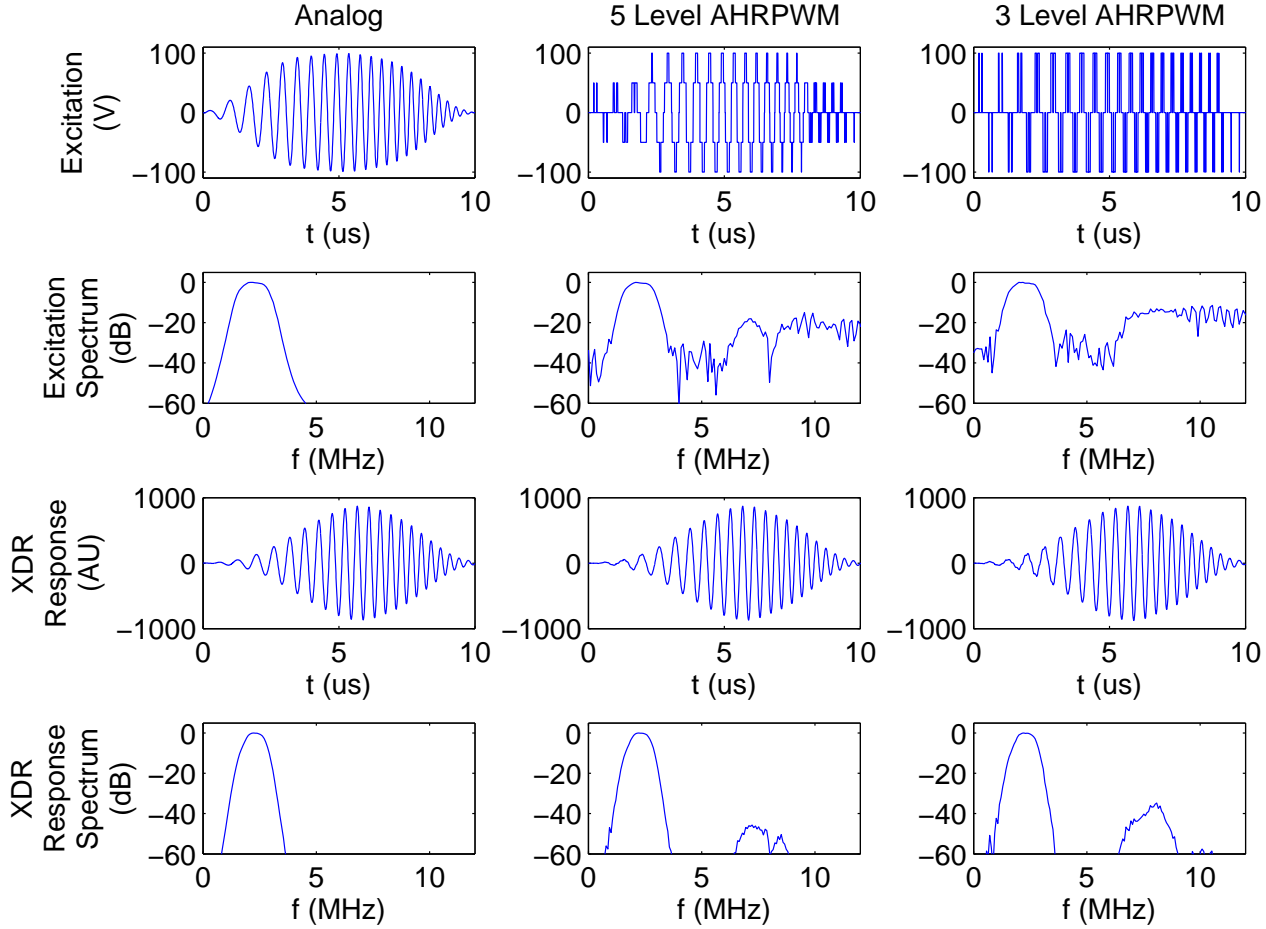 Analog
5 Level AHRPWM
3 Level AHRPWM
Excitation
(V)
100
0
−100
0
5
10
t (us)
100
0
−100
0
5
10
t (us)
100
0
−100
0
5
10
t (us)
Excitation
Spectrum
(dB)
0
−20
−40
−60
0
5
10
f (MHz)
0
−20
−40
−60
0
5
10
f (MHz)
0
−20
−40
−60
0
5
10
f (MHz)
XDR
Response
(AU)
1000
0
−1000
0
5
10
t (us)
1000
0
−1000
0
5
10
t (us)
1000
0
−1000
0
5
10
t (us)
XDR
Response
Spectrum
(dB)
0
−20
−40
−60
0
5
10
f (MHz)
0
−20
−40
−60
0
5
10
f (MHz)
0
−20
−40
−60
0
5
10
f (MHz)